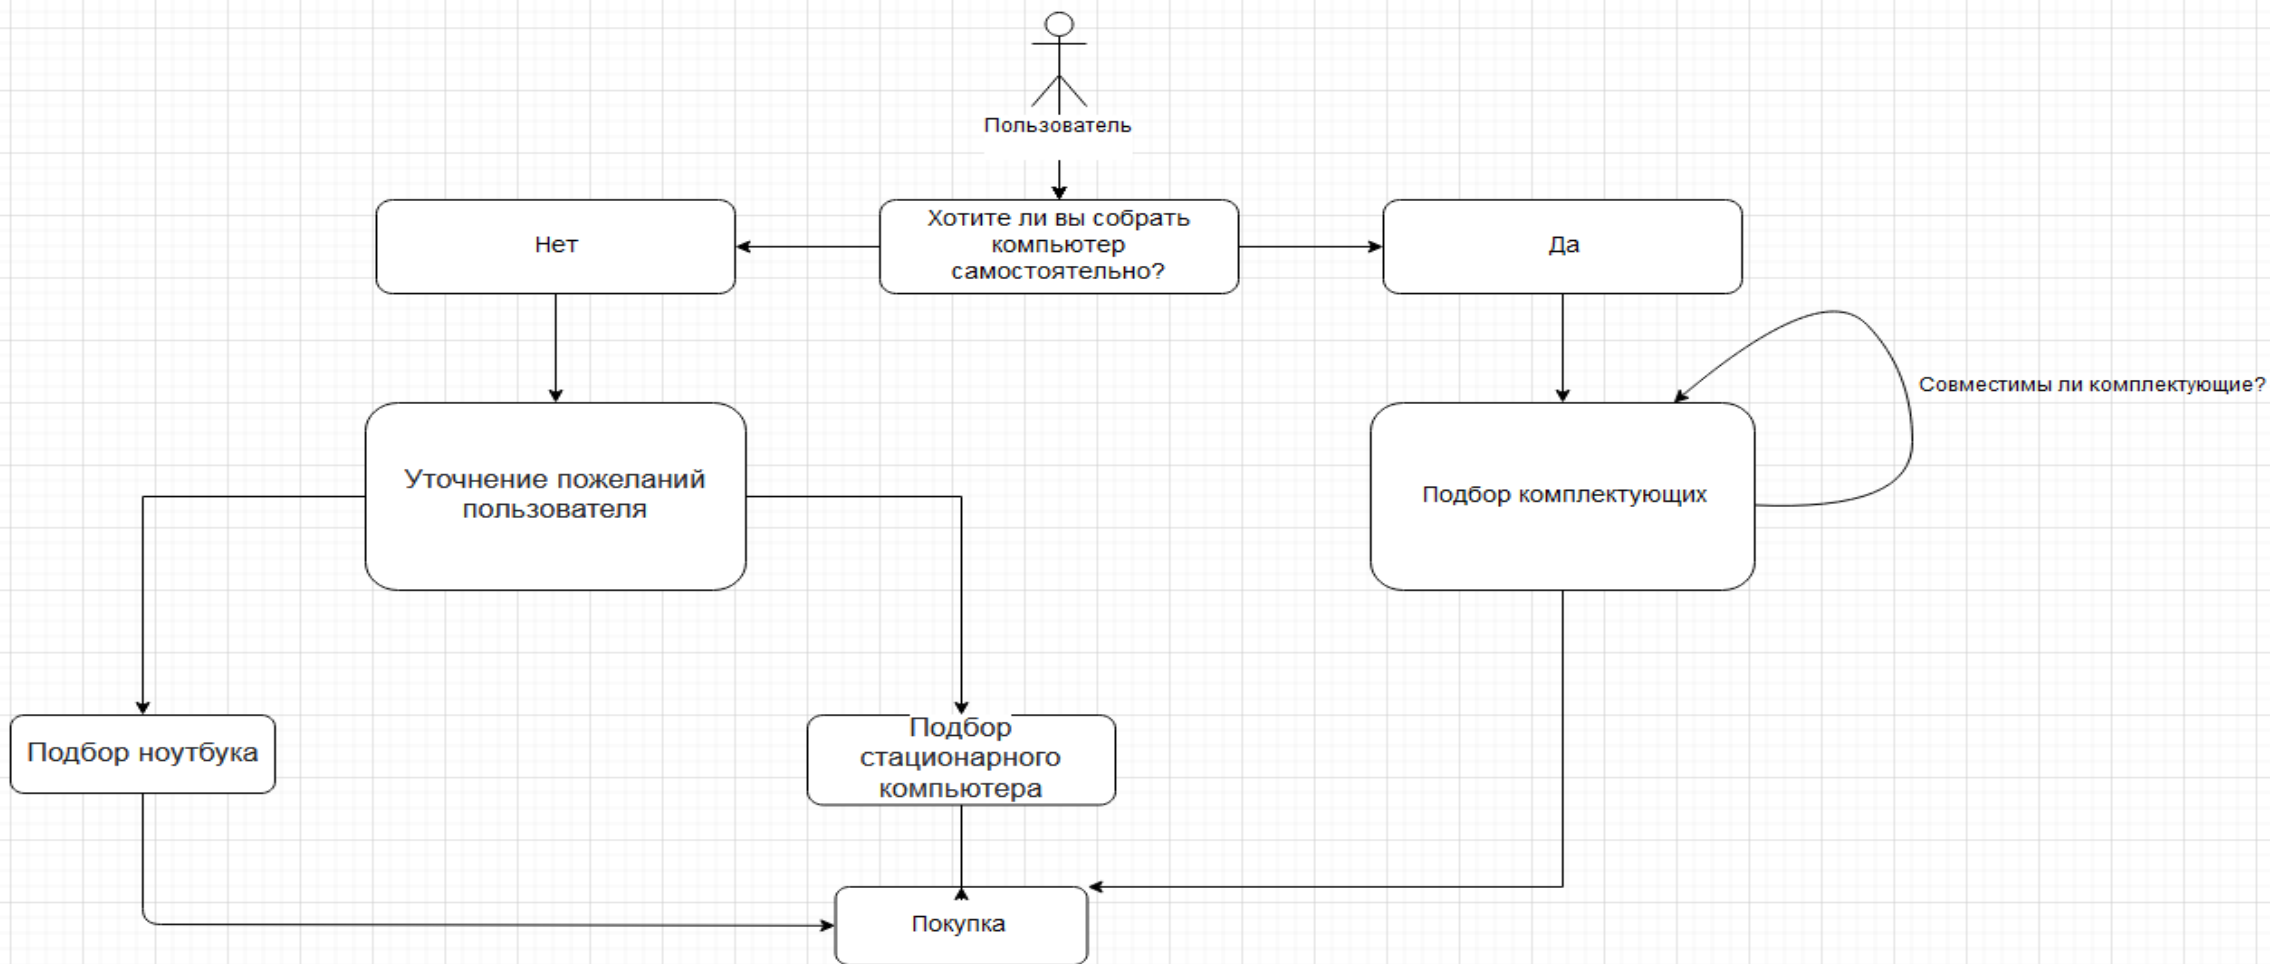 Пользователь
Нет
Хотите ли вы собрать
компьютер
самостоятельно?
Да
Совместимы ли комплектующие?
Уточнение пожеланий
пользователя
Подбор комплектующих
Подбор ноутбука
Подбор
стационарного
компьютера
Покупка